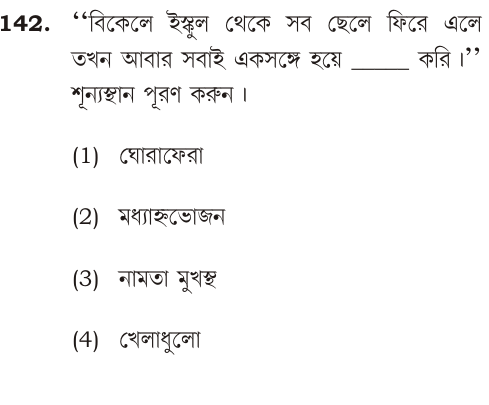 142. ‘‘বিকেলে ইস্কুল থেকে সব ছেলে ফিরে এলে
তখন আবার সবাই একসঙ্গে হয়ে _____ করি।’’
শূন্যস্থান পূরণ করুন।
(1) ঘোরাফেরা
(2) মধ্যাহ্নভোজন
(3) নামতা মুখস্থ
(4) খেলাধুলো